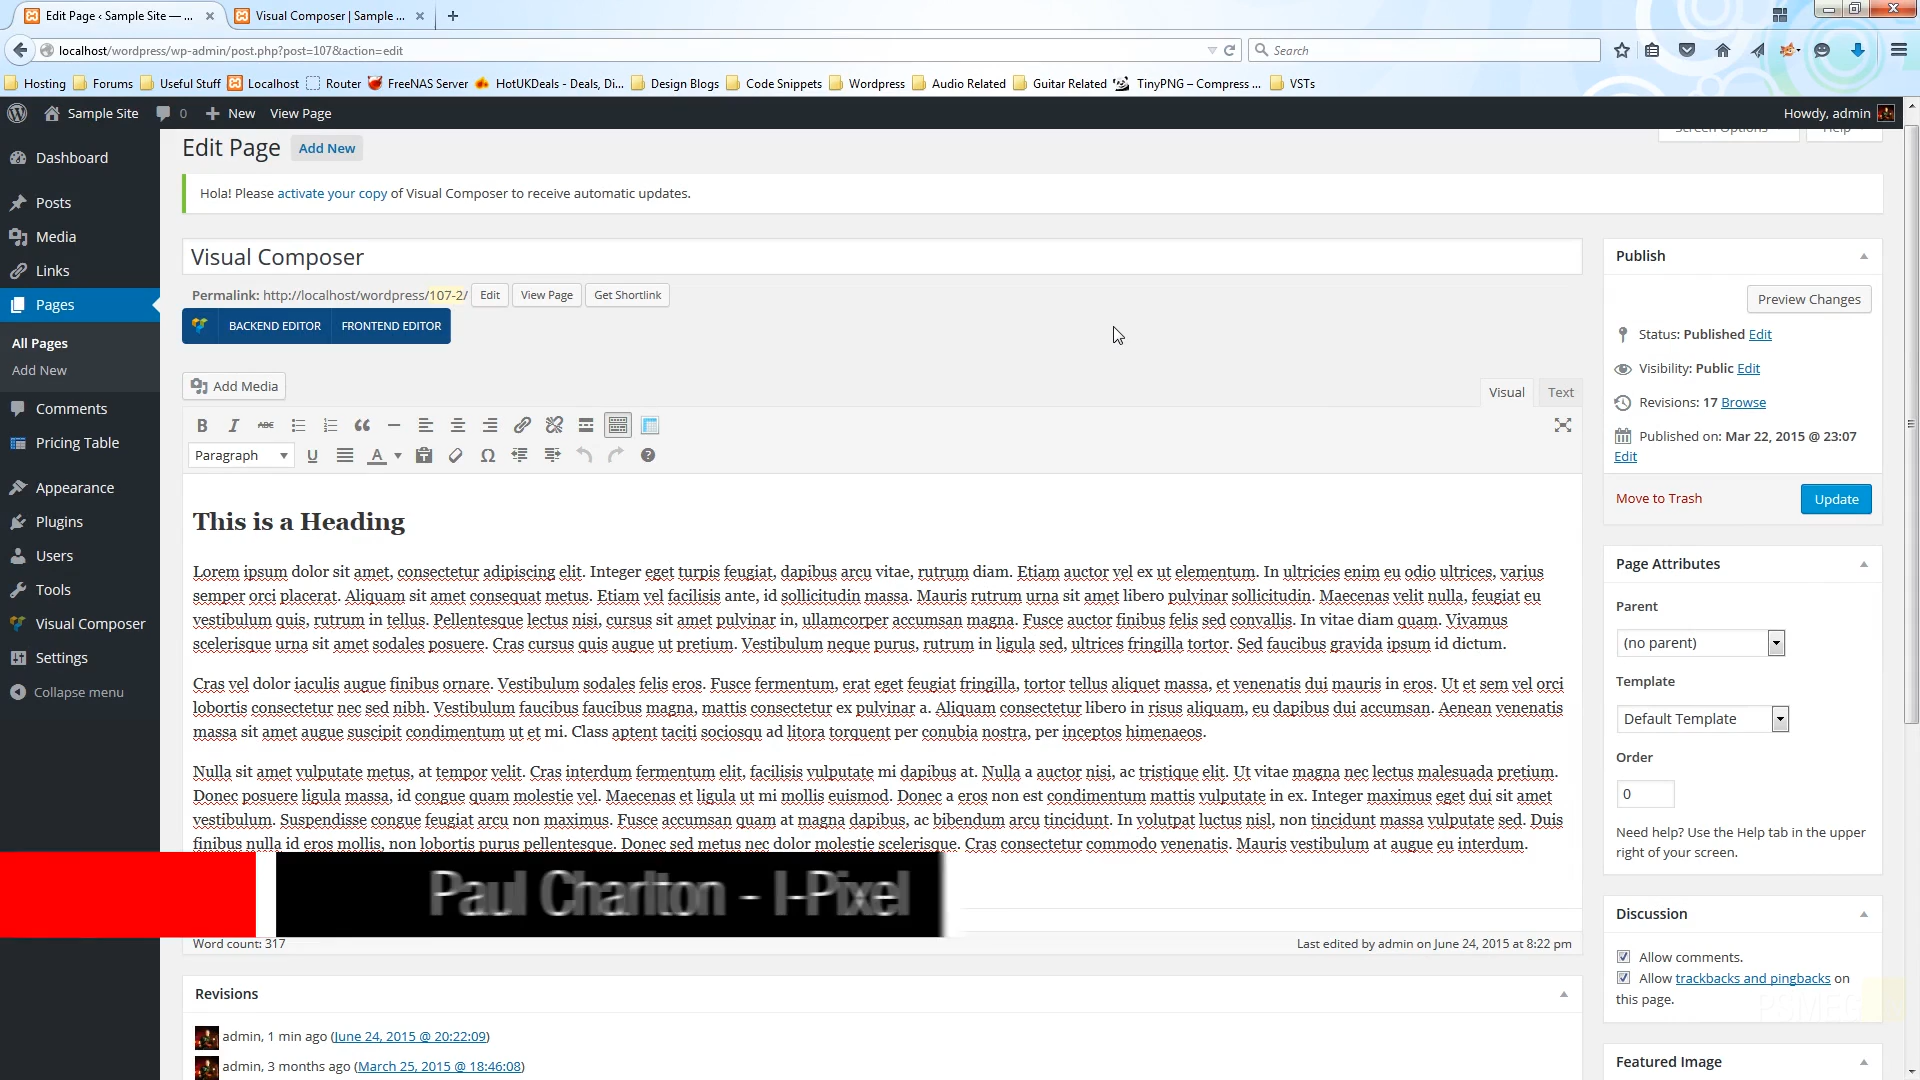 Edit Page ‹ Sample Site — ...
Visual Composer | Sample ...
localhost/wordpress/wp-admin/post.php?post=107&action=edit
Search
Hosting
Forums
Useful Stuff
Localhost
Router
FreeNAS Server
HotUKDeals - Deals, Di...
Design Blogs
Code Snippets
Wordpress
Audio Related
Guitar Related
TinyPNG – Compress ...
VSTs
Sample Site
0
New
View Page
Howdy, admin
Edit Page
Add New
Screen Options
Help
Hola! Please activate your copy of Visual Composer to receive automatic updates.
Dashboard
Posts
Media
Links
Pages
All Pages
Add New
Comments
Pricing Table
Appearance
Plugins
Users
Tools
Visual Composer
Settings
Collapse menu
Visual Composer
Permalink: http://localhost/wordpress/107-2/
Edit
View Page
Get Shortlink
BACKEND EDITOR
FRONTEND EDITOR
Add Media
Visual
Text
Paragraph
This is a Heading
Lorem ipsum dolor sit amet, consectetur adipiscing elit. Integer eget turpis feugiat, dapibus arcu vitae, rutrum diam. Etiam auctor vel ex ut elementum. In ultricies enim eu odio ultrices, varius
semper orci placerat. Aliquam sit amet consequat metus. Etiam vel facilisis ante, id sollicitudin massa. Mauris rutrum urna sit amet libero pulvinar sollicitudin. Maecenas velit nulla, feugiat eu
vestibulum quis, rutrum in tellus. Pellentesque lectus nisi, cursus sit amet pulvinar in, ullamcorper accumsan magna. Fusce auctor finibus felis sed convallis. In vitae diam quam. Vivamus
scelerisque urna sit amet sodales posuere. Cras cursus quis augue ut pretium. Vestibulum neque purus, rutrum in ligula sed, ultrices fringilla tortor. Sed faucibus gravida ipsum id dictum.
Cras vel dolor iaculis augue finibus ornare. Vestibulum sodales felis eros. Fusce fermentum, erat eget feugiat fringilla, tortor tellus aliquet massa, et venenatis dui mauris in eros. Ut et sem vel orci
lobortis consectetur nec sed nibh. Vestibulum faucibus faucibus magna, mattis consectetur ex pulvinar a. Aliquam consectetur libero in risus aliquam, eu dapibus dui accumsan. Aenean venenatis
massa sit amet augue suscipit condimentum ut et mi. Class aptent taciti sociosqu ad litora torquent per conubia nostra, per inceptos himenaeos.
Nulla sit amet vulputate metus, at tempor velit. Cras interdum fermentum elit, facilisis vulputate mi dapibus at. Nulla a auctor nisi, ac tristique elit. Ut vitae magna nec lectus malesuada pretium.
Donec posuere ligula massa, id congue quam molestie vel. Maecenas et ligula ut mi mollis euismod. Donec a eros non est condimentum mattis vulputate in ex. Integer maximus eget dui sit amet
vestibulum. Suspendisse congue feugiat arcu non maximus. Fusce accumsan quam at magna dapibus, ac bibendum arcu tincidunt. In volutpat luctus nisl, non tincidunt massa vulputate sed. Duis
finibus nulla id eros mollis, non lobortis purus pellentesque. Donec sed metus nec dolor molestie scelerisque. Cras consectetur commodo venenatis. Mauris vestibulum at augue eu interdum.
Paul Charlton - I-Pixel
Word count: 317
Last edited by admin on June 24, 2015 at 8:22 pm
Revisions
admin, 1 min ago (June 24, 2015 @ 20:22:09)
admin, 3 months ago (March 25, 2015 @ 18:46:08)
Publish
Preview Changes
Status: Published Edit
Visibility: Public Edit
Revisions: 17 Browse
Published on: Mar 22, 2015 @ 23:07
Edit
Move to Trash
Update
Page Attributes
Parent
(no parent)
Template
Default Template
Order
0
Need help? Use the Help tab in the upper
right of your screen.
Discussion
Allow comments.
Allow trackbacks and pingbacks on
this page.
Featured Image